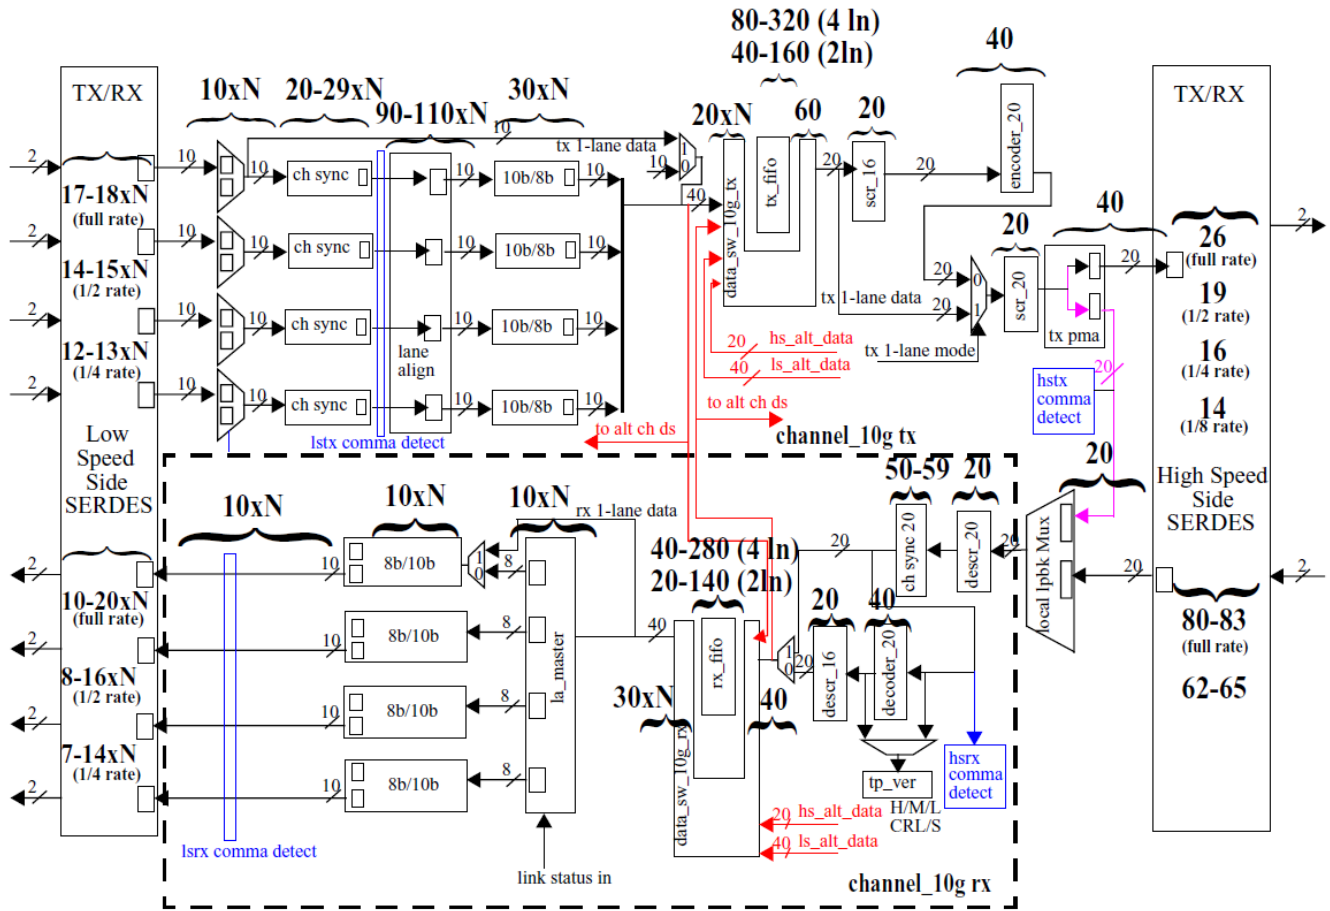 80-320 (4 ln)
40-160 (2ln)
40
TX/RX
10xN
20-29xN
90-110xN
30xN
20xN
60
20
TX/RX
10
tx 1-lane data
10
1
0
2
10
10
ch sync
10
10b/8b
10
40
data_sw_10g_tx
tx_fifo
20
scr_16
20
encoder_20
17-18xN
(full rate)
2
10
10
ch sync
10
10b/8b
10
14-15xN
(1/2 rate)
2
10
10
ch sync
10
10b/8b
10
12-13xN
(1/4 rate)
2
10
10
ch sync
lane
align
10
10b/8b
10
20
40
2
20
0
tx 1-lane data
20
1
scr_20
tx pma
20
26
(full rate)
19
(1/2 rate)
16
(1/4 rate)
14
(1/8 rate)
tx 1-lane mode
20
hs_alt_data
40
ls_alt_data
20
hstx
comma
detect
Low
Speed
Side
SERDES
lstx comma detect
to alt ch ds
to alt ch ds
channel_10g tx
High Speed
Side
SERDES
50-59
20
20
10xN
10xN
10xN
rx 1-lane data
40-280 (4 ln)
20-140 (2ln)
20
ch sync 20
descr_20
20
local lpbk Mux
20
2
2
10
8b/10b
1
0
8
la_master
10-20xN
(full rate)
2
10
8b/10b
8
40
rx_fifo
1
0
20
20
descr_16
40
decoder_20
80-83
(full rate)
62-65
8-16xN
(1/2 rate)
2
10
8b/10b
8
30xN
data_sw_10g_rx
40
7-14xN
(1/4 rate)
2
10
8b/10b
8
tp_ver
H/M/L
CRL/S
hsrx
comma
detect
20
hs_alt_data
40
ls_alt_data
lsrx comma detect
link status in
channel_10g rx